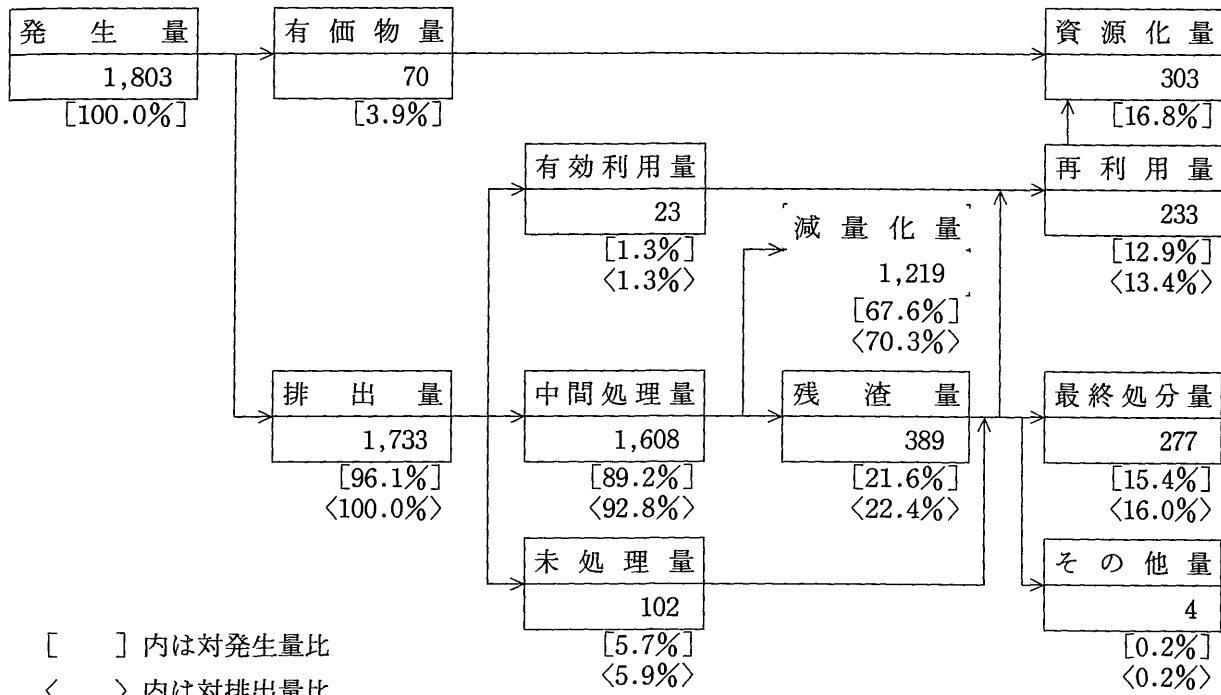 発生量
1,803
[100.0%]
有価物量
70
[3.9%]
資源化量
303
[16.8%]
有効利用量
23
[1.3%]
〈1.3%〉
再利用量
233
[12.9%]
〈13.4%〉
減量化量
1,219
[67.6%]
〈70.3%〉
排出量
1,733
[96.1%]
〈100.0%〉
中間処理量
1,608
[89.2%]
〈92.8%〉
残渣量
389
[21.6%]
〈22.4%〉
最終処分量
277
[15.4%]
〈16.0%〉
未処理量
102
[5.7%]
〈5.9%〉
その他量
4
[0.2%]
〈0.2%〉
[　　] 内は対発生量比
〈　　〉 内は対排出量比